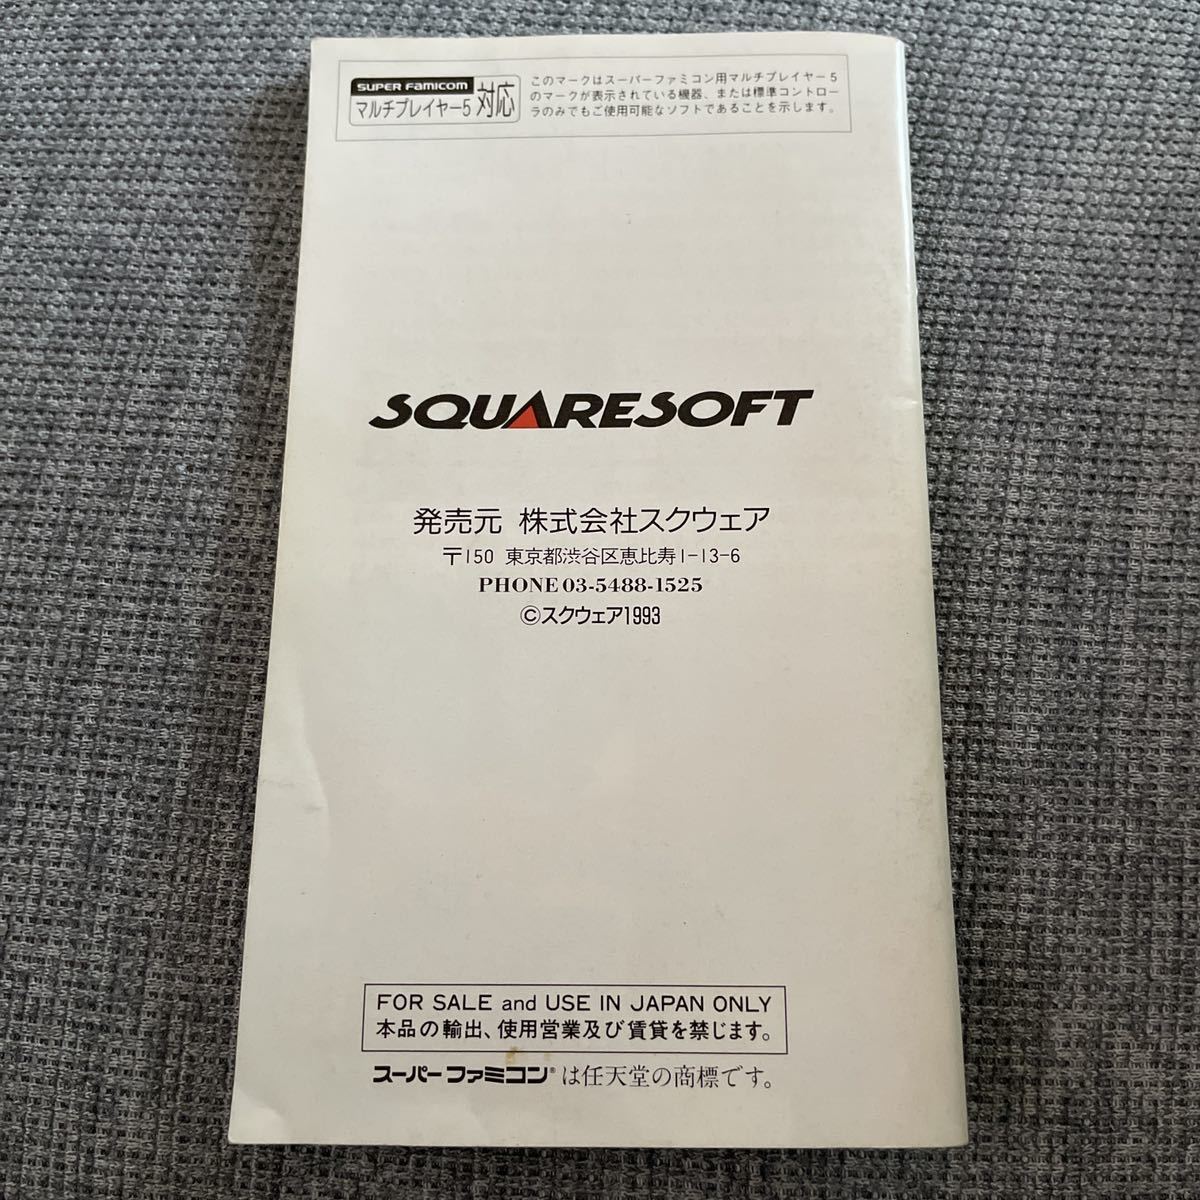 SUPER FAMICOM
マルチプレイヤー5 対応
このマークはスーパーファミコン用マルチプレイヤー5
のマークが表示されている機器、または標準コントロー
ラのみでもご使用可能なソフトであることを示します。
SQUARESOFT
発売元 株式会社スクウェア
〒150 東京都渋谷区恵比寿1-13-6
PHONE 03-5488-1525
©スクウェア1993
FOR SALE and USE IN JAPAN ONLY
本品の輸出、使用営業及び賃貸を禁じます。
スーパーファミコン®は任天堂の商標です。